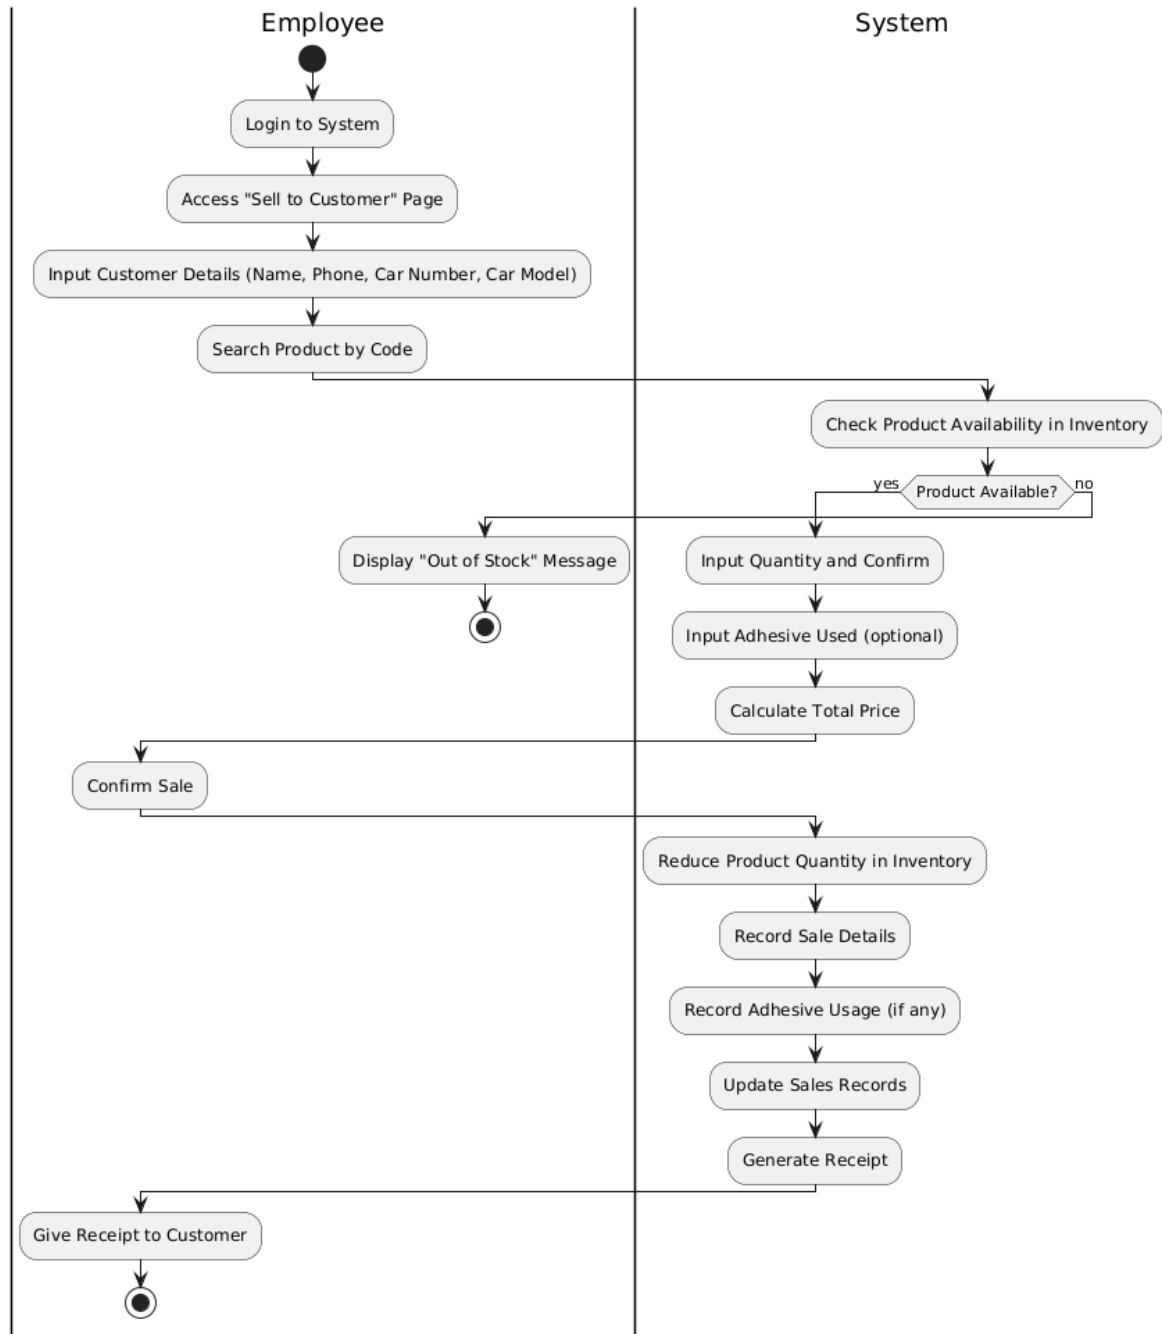 Employee
System
Login to System
Access "Sell to Customer" Page
Input Customer Details (Name, Phone, Car Number, Car Model)
Search Product by Code
Check Product Availability in Inventory
yes
Product Available?
no
Display "Out of Stock" Message
Input Quantity and Confirm
Input Adhesive Used (optional)
Calculate Total Price
Confirm Sale
Reduce Product Quantity in Inventory
Record Sale Details
Record Adhesive Usage (if any)
Update Sales Records
Generate Receipt
Give Receipt to Customer